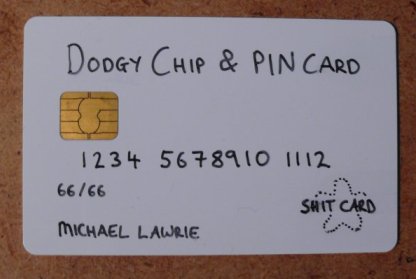 DODGY CHIP & PIN CARD
1234 5678910 1112
66/66
SHIT CARD
MICHAEL LAWRIE